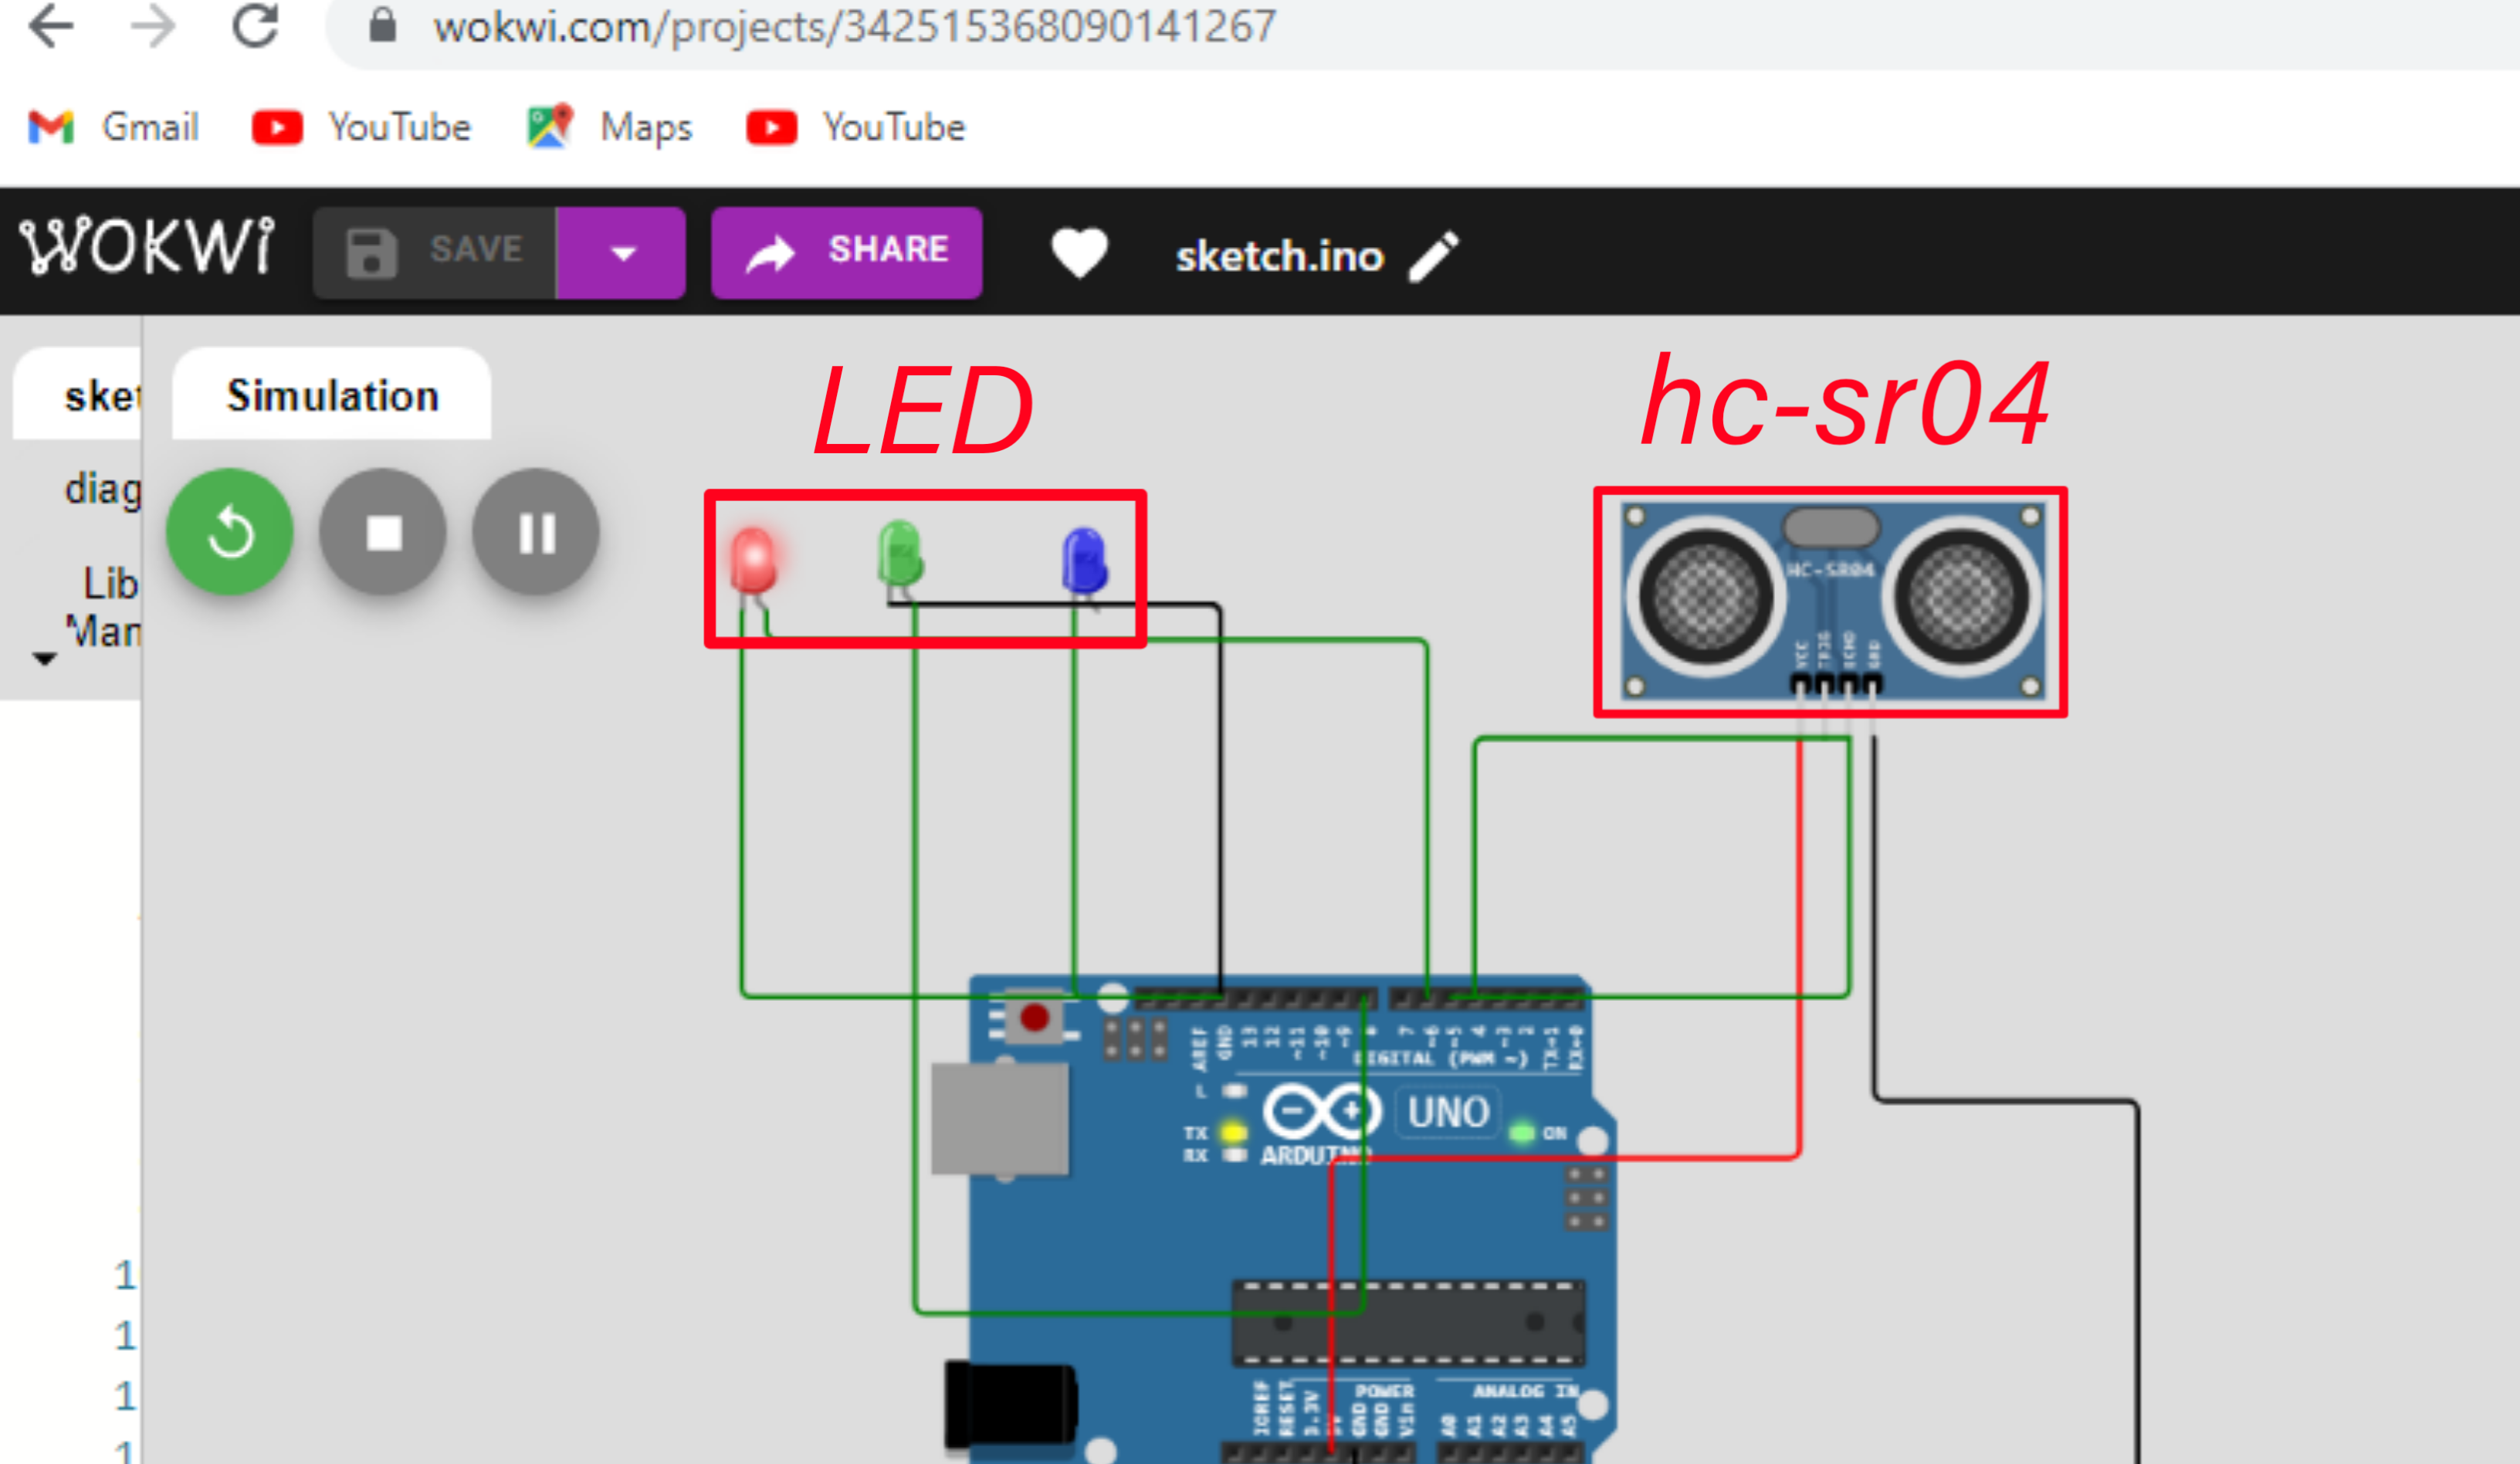 wokwi.com/projects/342515368090141267
Gmail YouTube Maps YouTube
WOKWi SAVE SHARE sketch.ino
LED hc-sr04
sket Simulation
diag
Lib
Man
HC-SR04
VCC TRIG ECHO GND
AREF GND 13 12 ~11 ~10 ~9 8 7 ~6 ~5 4 ~3 2 TX→1 RX←0
DIGITAL (PWM ~)
L
UNO
TX ON
RX ARDUINO
1
1
POWER ANALOG IN
1
IOREF RESET 3.3V GND GND Vin A0 A1 A2 A3 A4 A5
1